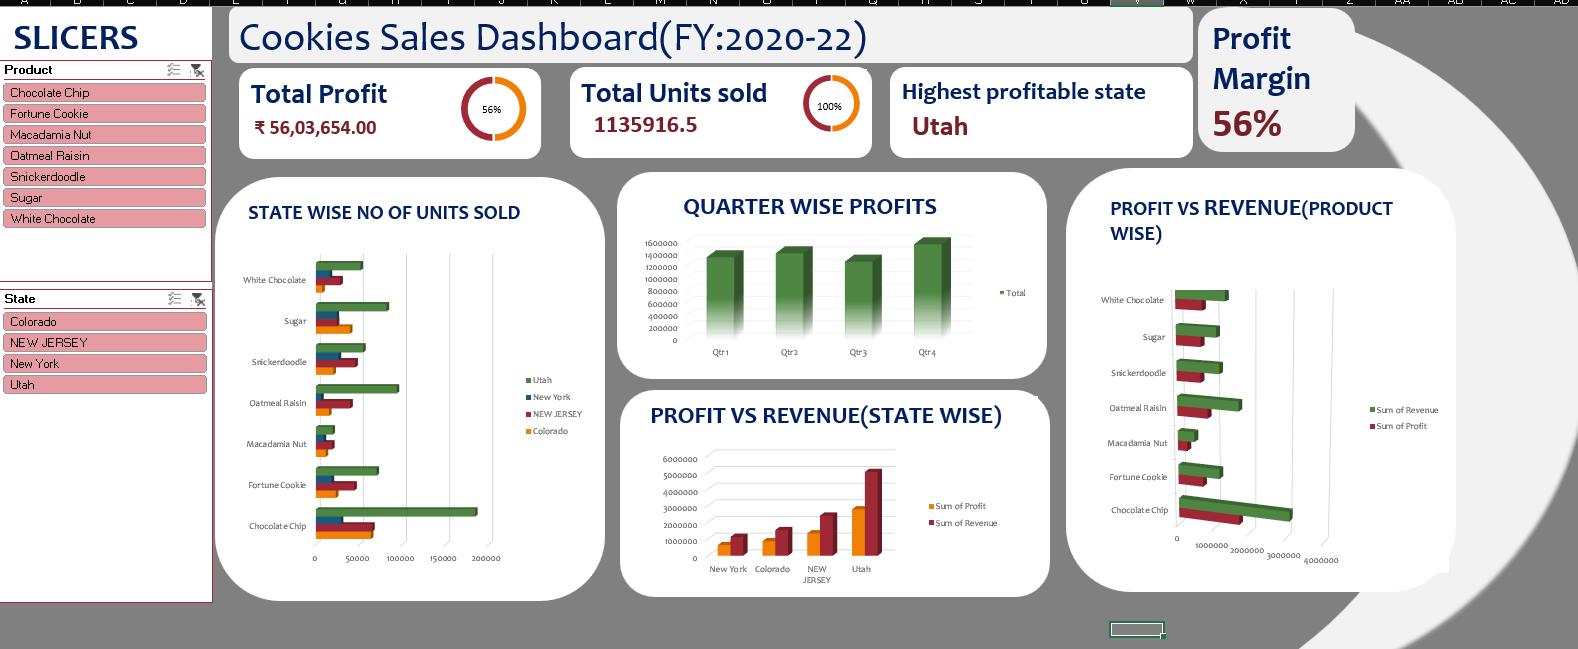 SLICERS
Product
Chocolate Chip
Fortune Cookie
Macadamia Nut
Oatmeal Raisin
Snickerdoodle
Sugar
White Chocolate
State
Colorado
NEW JERSEY
New York
Utah
Cookies Sales Dashboard(FY:2020-22)
Total Profit
₹ 56,03,654.00
56%
Total Units sold
1135916.5
100%
Highest profitable state
Utah
Profit
Margin
56%
STATE WISE NO OF UNITS SOLD
White Chocolate
Sugar
Snickerdoodle
Oatmeal Raisin
Macadamia Nut
Fortune Cookie
Chocolate Chip
0 50000 100000 150000 200000
Utah
New York
NEW JERSEY
Colorado
QUARTER WISE PROFITS
1600000
1400000
1200000
1000000
800000
600000
400000
200000
0
Qtr1 Qtr2 Qtr3 Qtr4
Total
PROFIT VS REVENUE(STATE WISE)
6000000
5000000
4000000
3000000
2000000
1000000
0
New York Colorado NEW Utah
JERSEY
Sum of Profit
Sum of Revenue
PROFIT VS REVENUE(PRODUCT
WISE)
White Chocolate
Sugar
Snickerdoodle
Oatmeal Raisin
Macadamia Nut
Fortune Cookie
Chocolate Chip
0 1000000 2000000 3000000 4000000
Sum of Revenue
Sum of Profit